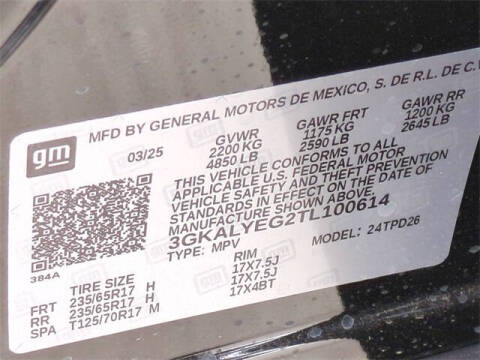 gm
MFD BY GENERAL MOTORS DE MEXICO, S. DE R.L. DE C.V
03/25 GVWR GAWR FRT GAWR RR
2200 KG 1175 KG 1200 KG
4850 LB 2590 LB 2645 LB
THIS VEHICLE CONFORMS TO ALL
APPLICABLE U.S. FEDERAL MOTOR
VEHICLE SAFETY AND THEFT PREVENTION
STANDARDS IN EFFECT ON THE DATE OF
MANUFACTURE SHOWN ABOVE
3GKALYEG2TL100614
TYPE: MPV MODEL: 24TPD26
384A
TIRE SIZE RIM
FRT 235/65R17 H 17X7.5J
RR 235/65R17 H 17X7.5J
SPA T125/70R17 M 17X4BT